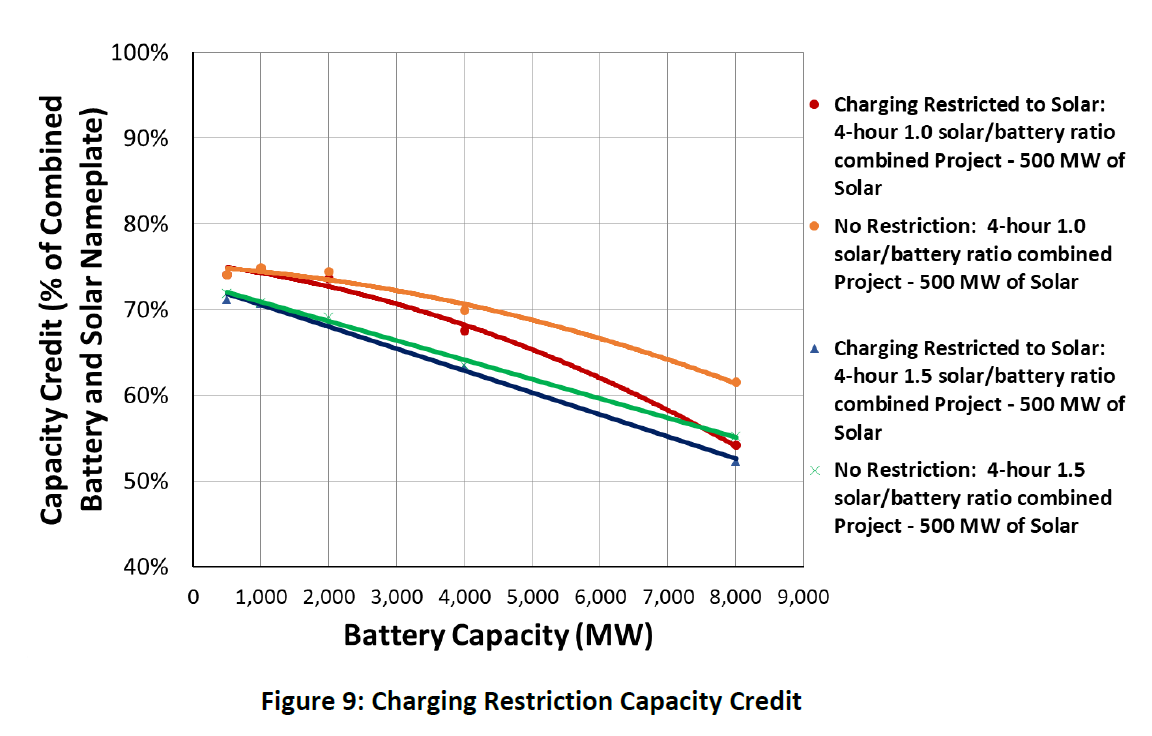 100%
90%
80%
70%
60%
50%
40%
Capacity Credit (% of Combined
Battery and Solar Nameplate)
0 1,000 2,000 3,000 4,000 5,000 6,000 7,000 8,000 9,000
Battery Capacity (MW)
Charging Restricted to Solar:
4-hour 1.0 solar/battery ratio
combined Project - 500 MW of
Solar
No Restriction: 4-hour 1.0
solar/battery ratio combined
Project - 500 MW of Solar
Charging Restricted to Solar:
4-hour 1.5 solar/battery ratio
combined Project - 500 MW of
Solar
No Restriction: 4-hour 1.5
solar/battery ratio combined
Project - 500 MW of Solar
Figure 9: Charging Restriction Capacity Credit